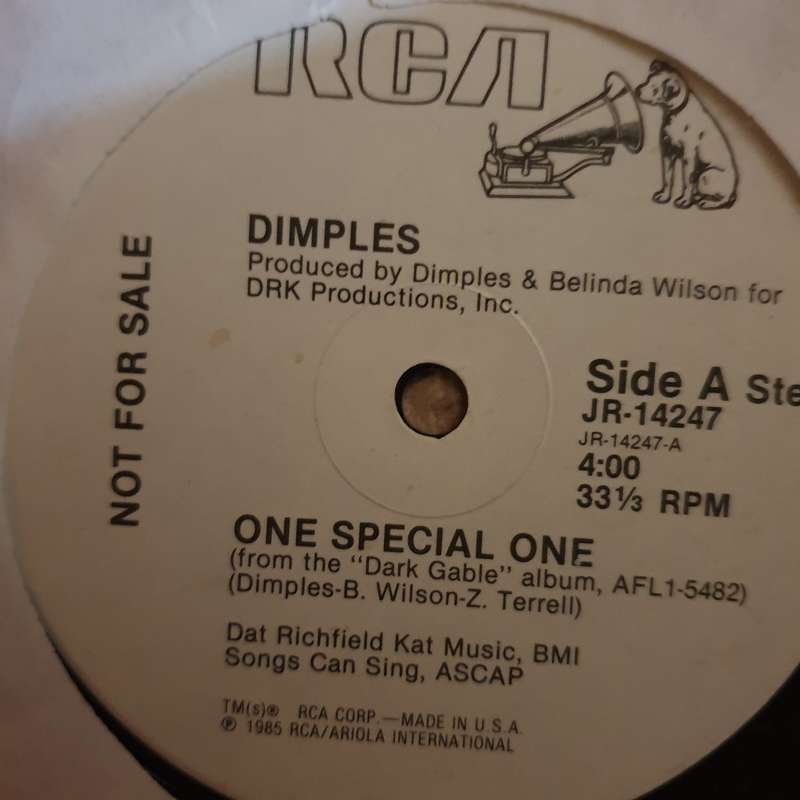 RCA
DIMPLES
Produced by Dimples & Belinda Wilson for
DRK Productions, Inc.
NOT FOR SALE
Side A
JR-14247
JR-14247-A
4:00
33⅓ RPM
ONE SPECIAL ONE
(from the "Dark Gable" album, AFL1-5482)
(Dimples-B. Wilson-Z. Terrell)
Dat Richfield Kat Music, BMI
Songs Can Sing, ASCAP
TM(s)® RCA CORP.—MADE IN U.S.A.
℗ 1985 RCA/ARIOLA INTERNATIONAL